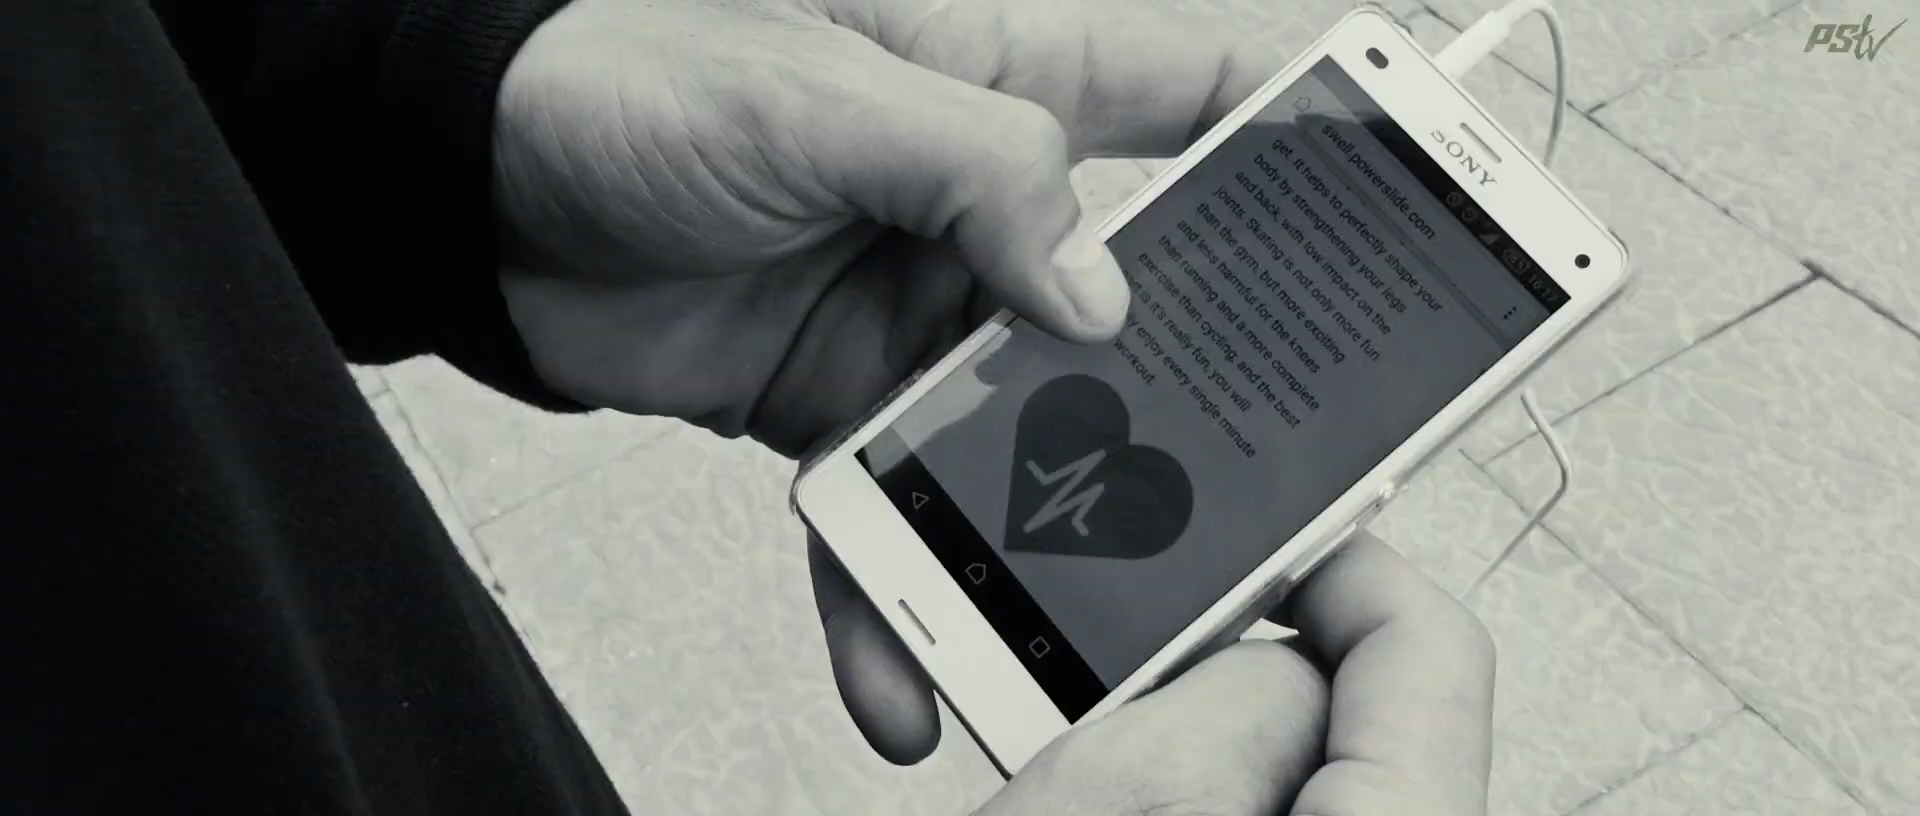 PStv
SONY
16:17
swell-powerslide.com
get. It helps to perfectly shape your
body by strengthening your legs
and back, with low impact on the
joints. Skating is not only more fun
than the gym, but more exciting
and less harmful for the knees
than running and a more complete
exercise than cycling, and the best
is it's really fun, you will
enjoy every single minute
workout.